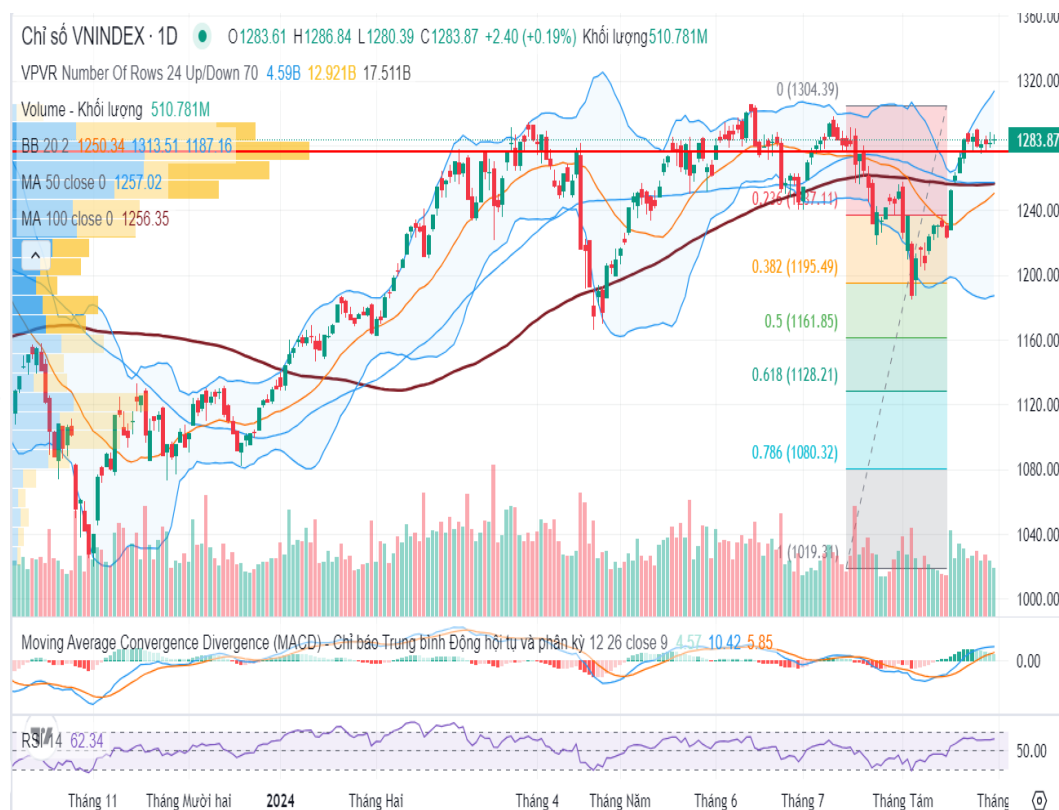 Chỉ số VNINDEX · 1D O1283.61 H1286.84 L1280.39 C1283.87 +2.40 (+0.19%) Khối lượng510.781M
VPVR Number Of Rows 24 Up/Down 70 4.59B 12.921B 17.511B
Volume - Khối lượng 510.781M
BB 20 2 1250.34 1313.51 1187.16
MA 50 close 0 1257.02
MA 100 close 0 1256.35
0 (1304.39)
0.236 (1237.11)
0.382 (1195.49)
0.5 (1161.85)
0.618 (1128.21)
0.786 (1080.32)
1 (1019.31)
1360.00
1320.00
1283.87
1240.00
1200.00
1160.00
1120.00
1080.00
1040.00
1000.00
Moving Average Convergence Divergence (MACD) - Chỉ báo Trung bình Động hội tụ và phân kỳ 12 26 close 9 4.57 10.42 5.85
0.00
RSI 14 62.34
50.00
Tháng 11 Tháng Mười hai 2024 Tháng Hai Tháng 4 Tháng Năm Tháng 6 Tháng 7 Tháng Tám Tháng